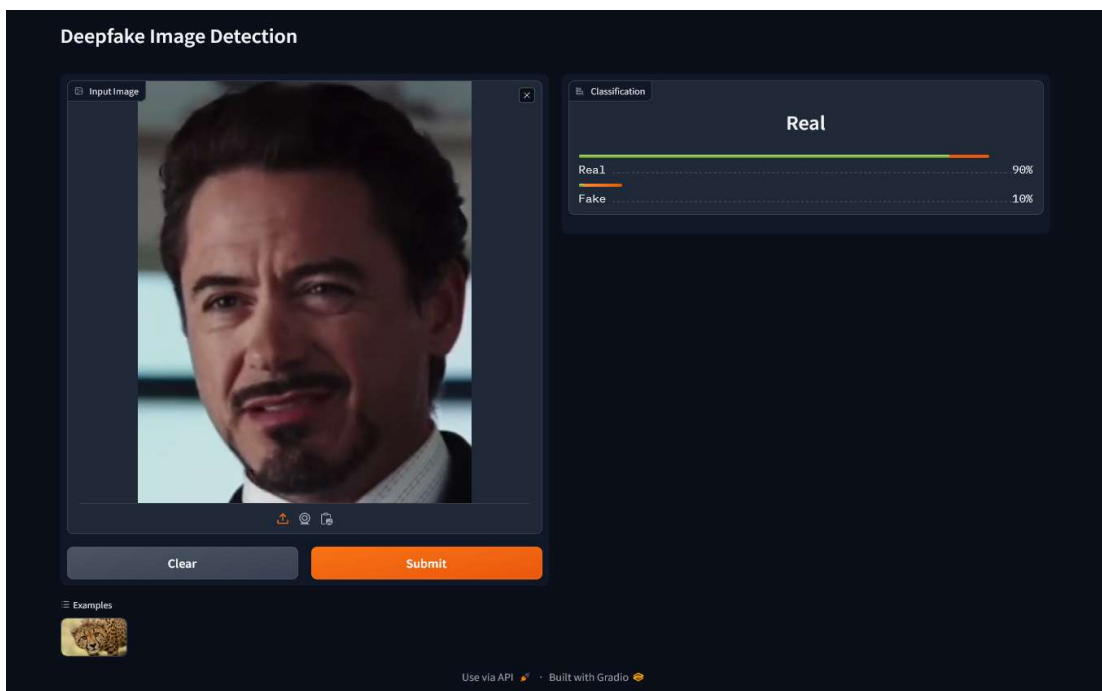 Deepfake Image Detection
Input Image
Classification
Real
Real 90%
Fake 10%
Clear
Submit
Examples
Use via API · Built with Gradio